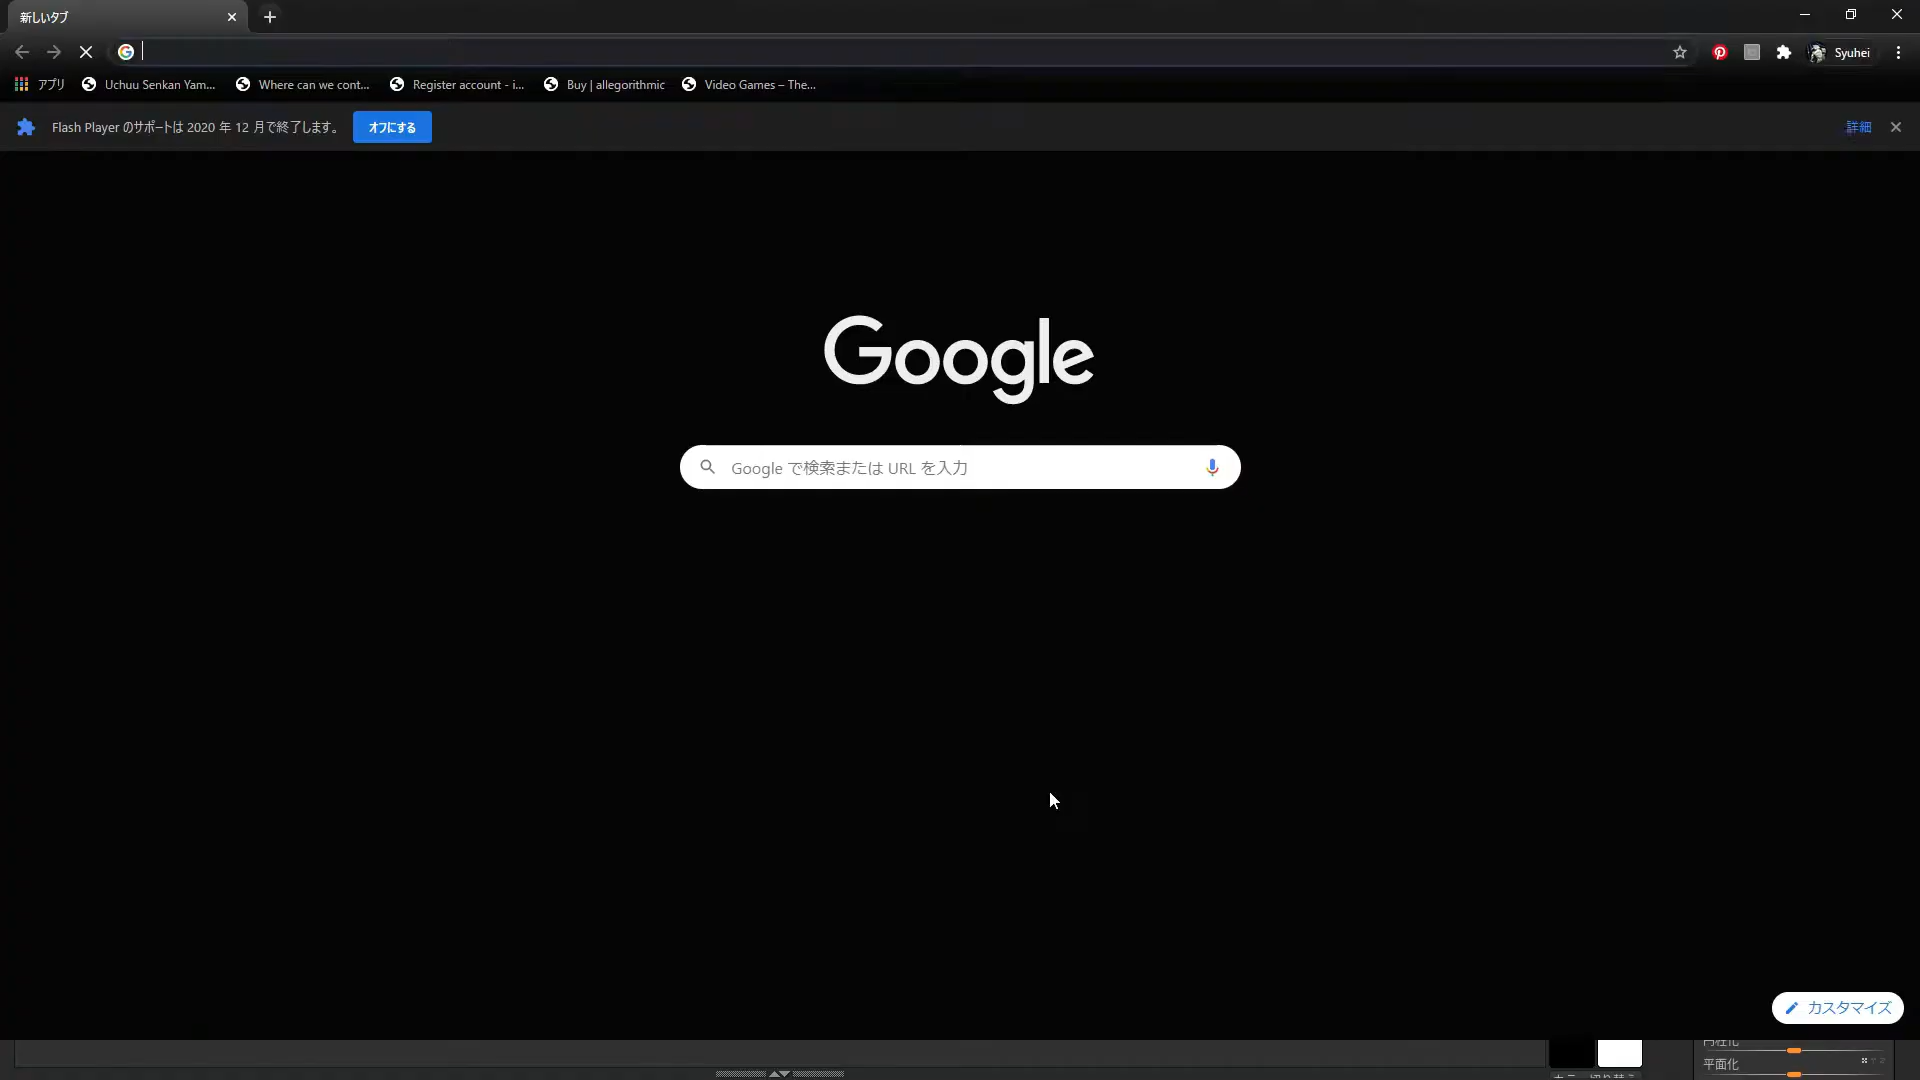 新しいタブ
Syuhei
アプリ
Uchuu Senkan Yam...
Where can we cont...
Register account - i...
Buy | allegorithmic
Video Games – The...
Flash Player のサポートは 2020 年 12 月で終了します。
オフにする
詳細
Google
Google で検索または URL を入力
カスタマイズ
平面化